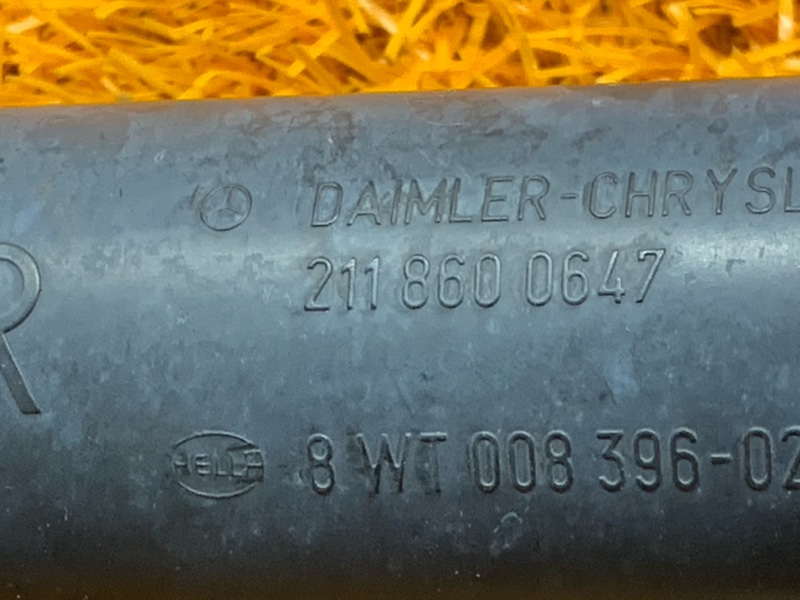 DAIMLER-CHRYSL
211 860 0647
R
HELLA 8 WT 008 396-02